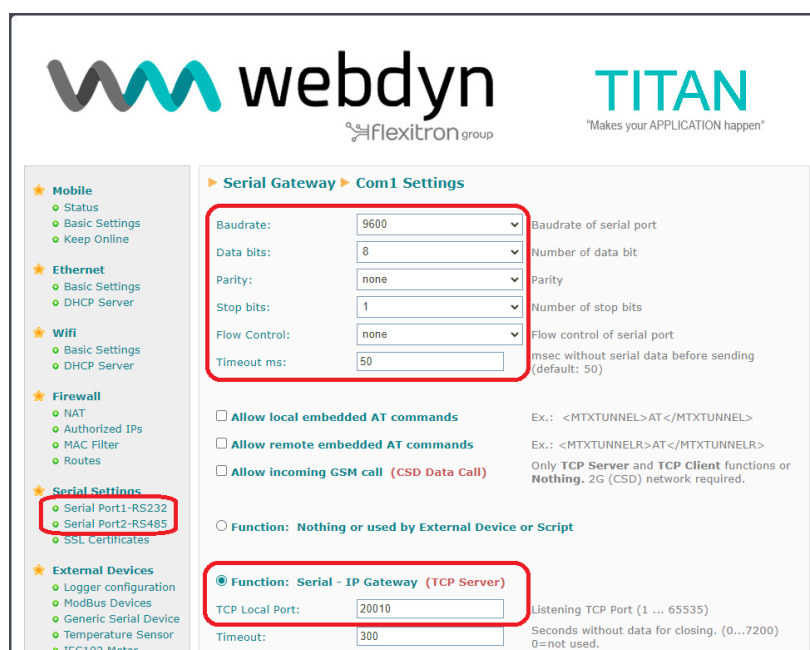 webdyn
flexitron group
TITAN
"Makes your APPLICATION happen"
Mobile
Status
Basic Settings
Keep Online
Ethernet
Basic Settings
DHCP Server
Wifi
Basic Settings
DHCP Server
Firewall
NAT
Authorized IPs
MAC Filter
Routes
Serial Settings
Serial Port1-RS232
Serial Port2-RS485
SSL Certificates
External Devices
Logger configuration
ModBus Devices
Generic Serial Device
Temperature Sensor
IEC102 Meter
Serial Gateway Com1 Settings
Baudrate: 9600 Baudrate of serial port
Data bits: 8 Number of data bit
Parity: none Parity
Stop bits: 1 Number of stop bits
Flow Control: none Flow control of serial port
Timeout ms: 50 msec without serial data before sending
(default: 50)
Allow local embedded AT commands Ex.: <MTXTUNNEL>AT</MTXTUNNEL>
Allow remote embedded AT commands Ex.: <MTXTUNNELR>AT</MTXTUNNELR>
Allow incoming GSM call (CSD Data Call) Only TCP Server and TCP Client functions or
Nothing. 2G (CSD) network required.
Function: Nothing or used by External Device or Script
Function: Serial - IP Gateway (TCP Server)
TCP Local Port: 20010 Listening TCP Port (1 ... 65535)
Timeout: 300 Seconds without data for closing. (0...7200)
0=not used.